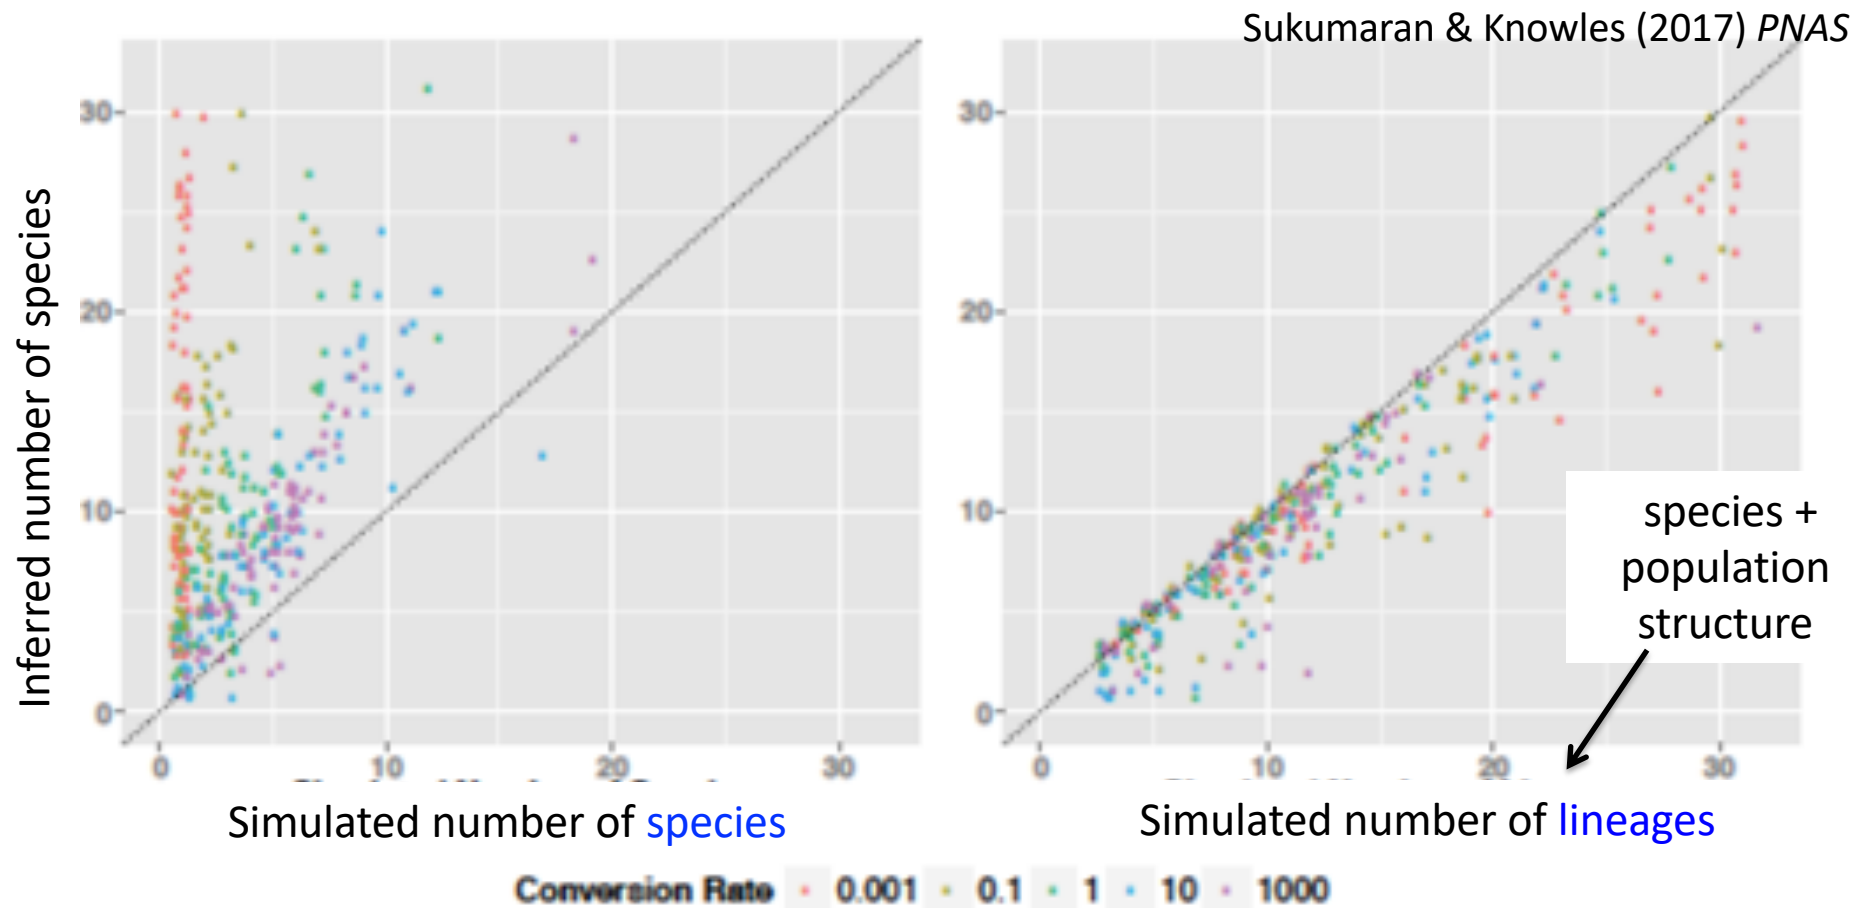 Sukumaran & Knowles (2017) PNAS
Inferred number of species
30
20
10
0
0 10 20 30
Simulated number of species
30
20
10
0
0 10 20 30
Simulated number of lineages
species +
population
structure
Conversion Rate 0.001 0.1 1 10 1000